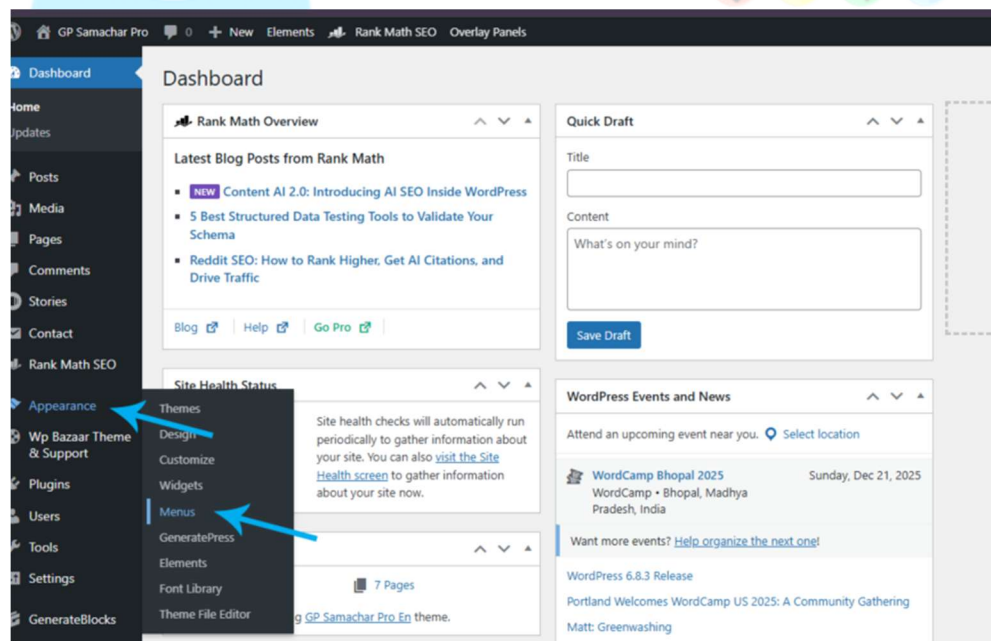 GP Samachar Pro 0 New Elements Rank Math SEO Overlay Panels
Dashboard
Home
Updates
Posts
Media
Pages
Comments
Stories
Contact
Rank Math SEO
Appearance
Wp Bazaar Theme
& Support
Plugins
Users
Tools
Settings
GenerateBlocks
Themes
Design
Customize
Widgets
Menus
GeneratePress
Elements
Font Library
Theme File Editor
Dashboard
Rank Math Overview
Latest Blog Posts from Rank Math
NEW Content AI 2.0: Introducing AI SEO Inside WordPress
5 Best Structured Data Testing Tools to Validate Your
Schema
Reddit SEO: How to Rank Higher, Get AI Citations, and
Drive Traffic
Blog Help Go Pro
Site Health Status
Site health checks will automatically run
periodically to gather information about
your site. You can also visit the Site
Health screen to gather information
about your site now.
7 Pages
g GP Samachar Pro En theme.
Quick Draft
Title
Content
What's on your mind?
Save Draft
WordPress Events and News
Attend an upcoming event near you. Select location
WordCamp Bhopal 2025 Sunday, Dec 21, 2025
WordCamp • Bhopal, Madhya
Pradesh, India
Want more events? Help organize the next one!
WordPress 6.8.3 Release
Portland Welcomes WordCamp US 2025: A Community Gathering
Matt: Greenwashing